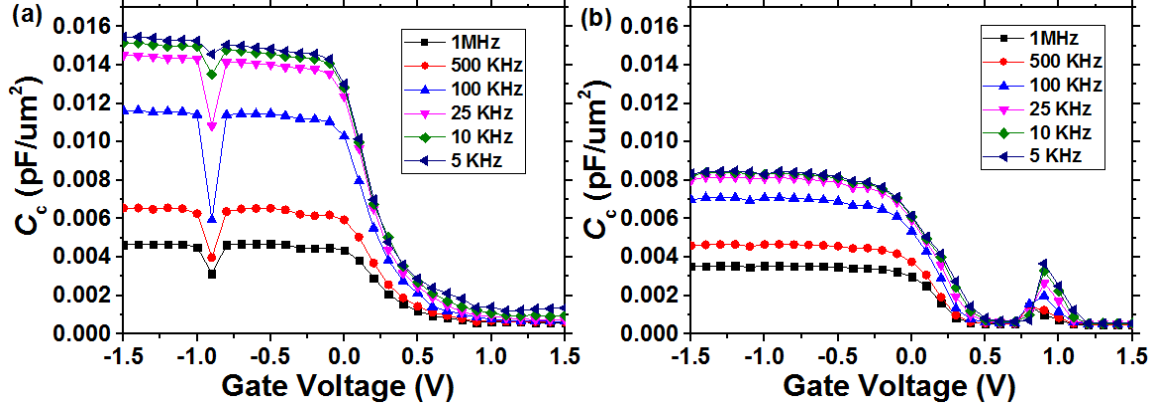 (a)
0.016
0.014
0.012
0.010
0.008
0.006
0.004
0.002
0.000
Cc (pF/um2)
1MHz
500 KHz
100 KHz
25 KHz
10 KHz
5 KHz
-1.5 -1.0 -0.5 0.0 0.5 1.0 1.5
Gate Voltage (V)
(b)
0.016
0.014
0.012
0.010
0.008
0.006
0.004
0.002
0.000
Cc (pF/um2)
1MHz
500 KHz
100 KHz
25 KHz
10 KHz
5 KHz
-1.5 -1.0 -0.5 0.0 0.5 1.0 1.5
Gate Voltage (V)